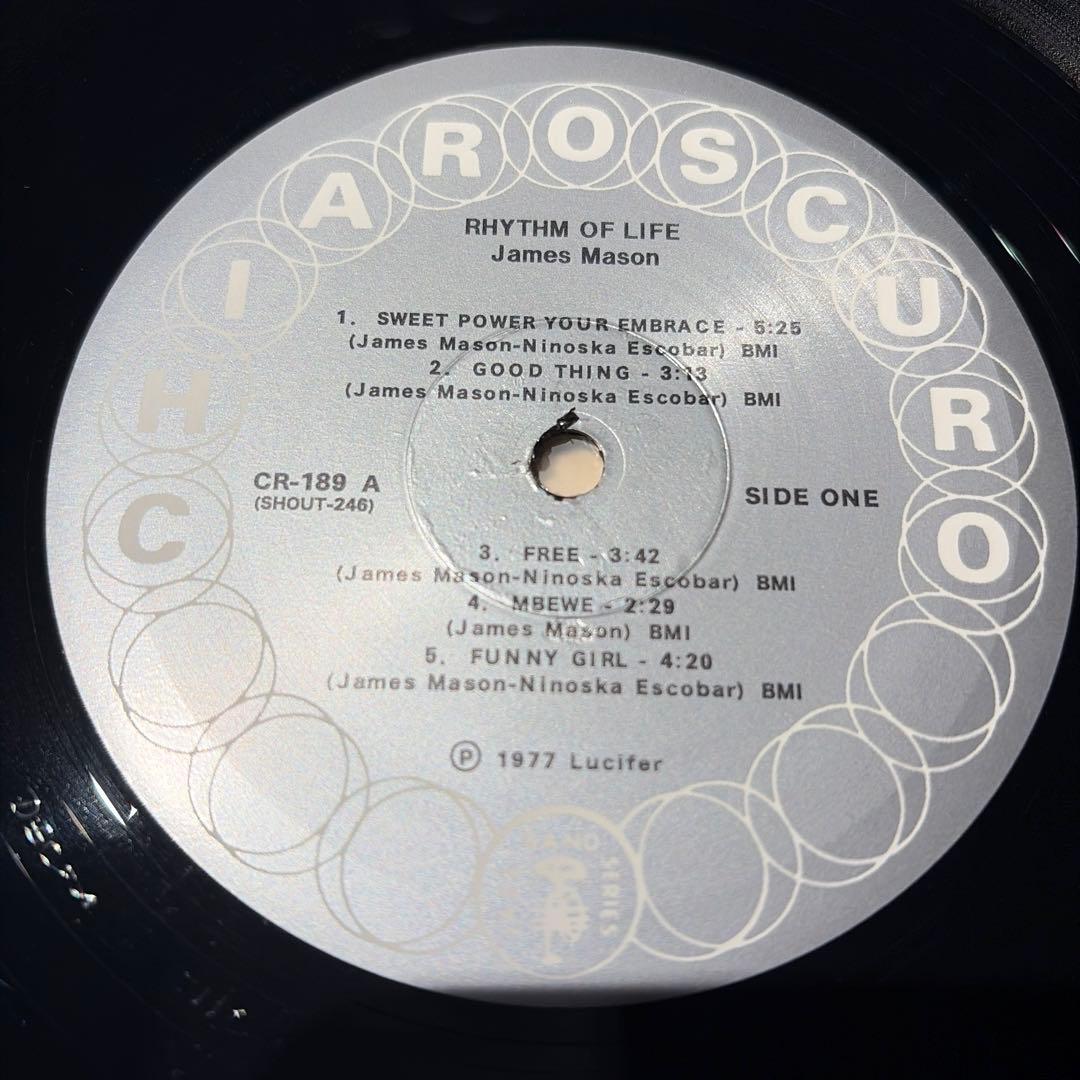 CHIAROSCURO
RHYTHM OF LIFE
James Mason
1. SWEET POWER YOUR EMBRACE - 5:25
(James Mason-Ninoska Escobar) BMI
2. GOOD THING - 3:13
(James Mason-Ninoska Escobar) BMI
CR-189 A
(SHOUT-246)
SIDE ONE
3. FREE - 3:42
(James Mason-Ninoska Escobar) BMI
4. MBEWE - 2:29
(James Mason) BMI
5. FUNNY GIRL - 4:20
(James Mason-Ninoska Escobar) BMI
Ⓟ 1977 Lucifer
SERIES